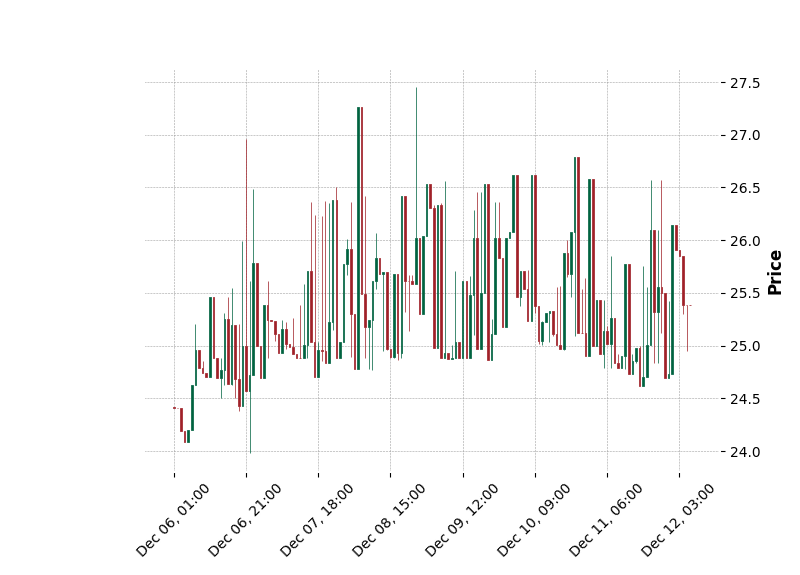 27.5
27.0
26.5
26.0
25.5
25.0
24.5
24.0
Price
Dec 06, 01:00
Dec 06, 21:00
Dec 07, 18:00
Dec 08, 15:00
Dec 09, 12:00
Dec 10, 09:00
Dec 11, 06:00
Dec 12, 03:00